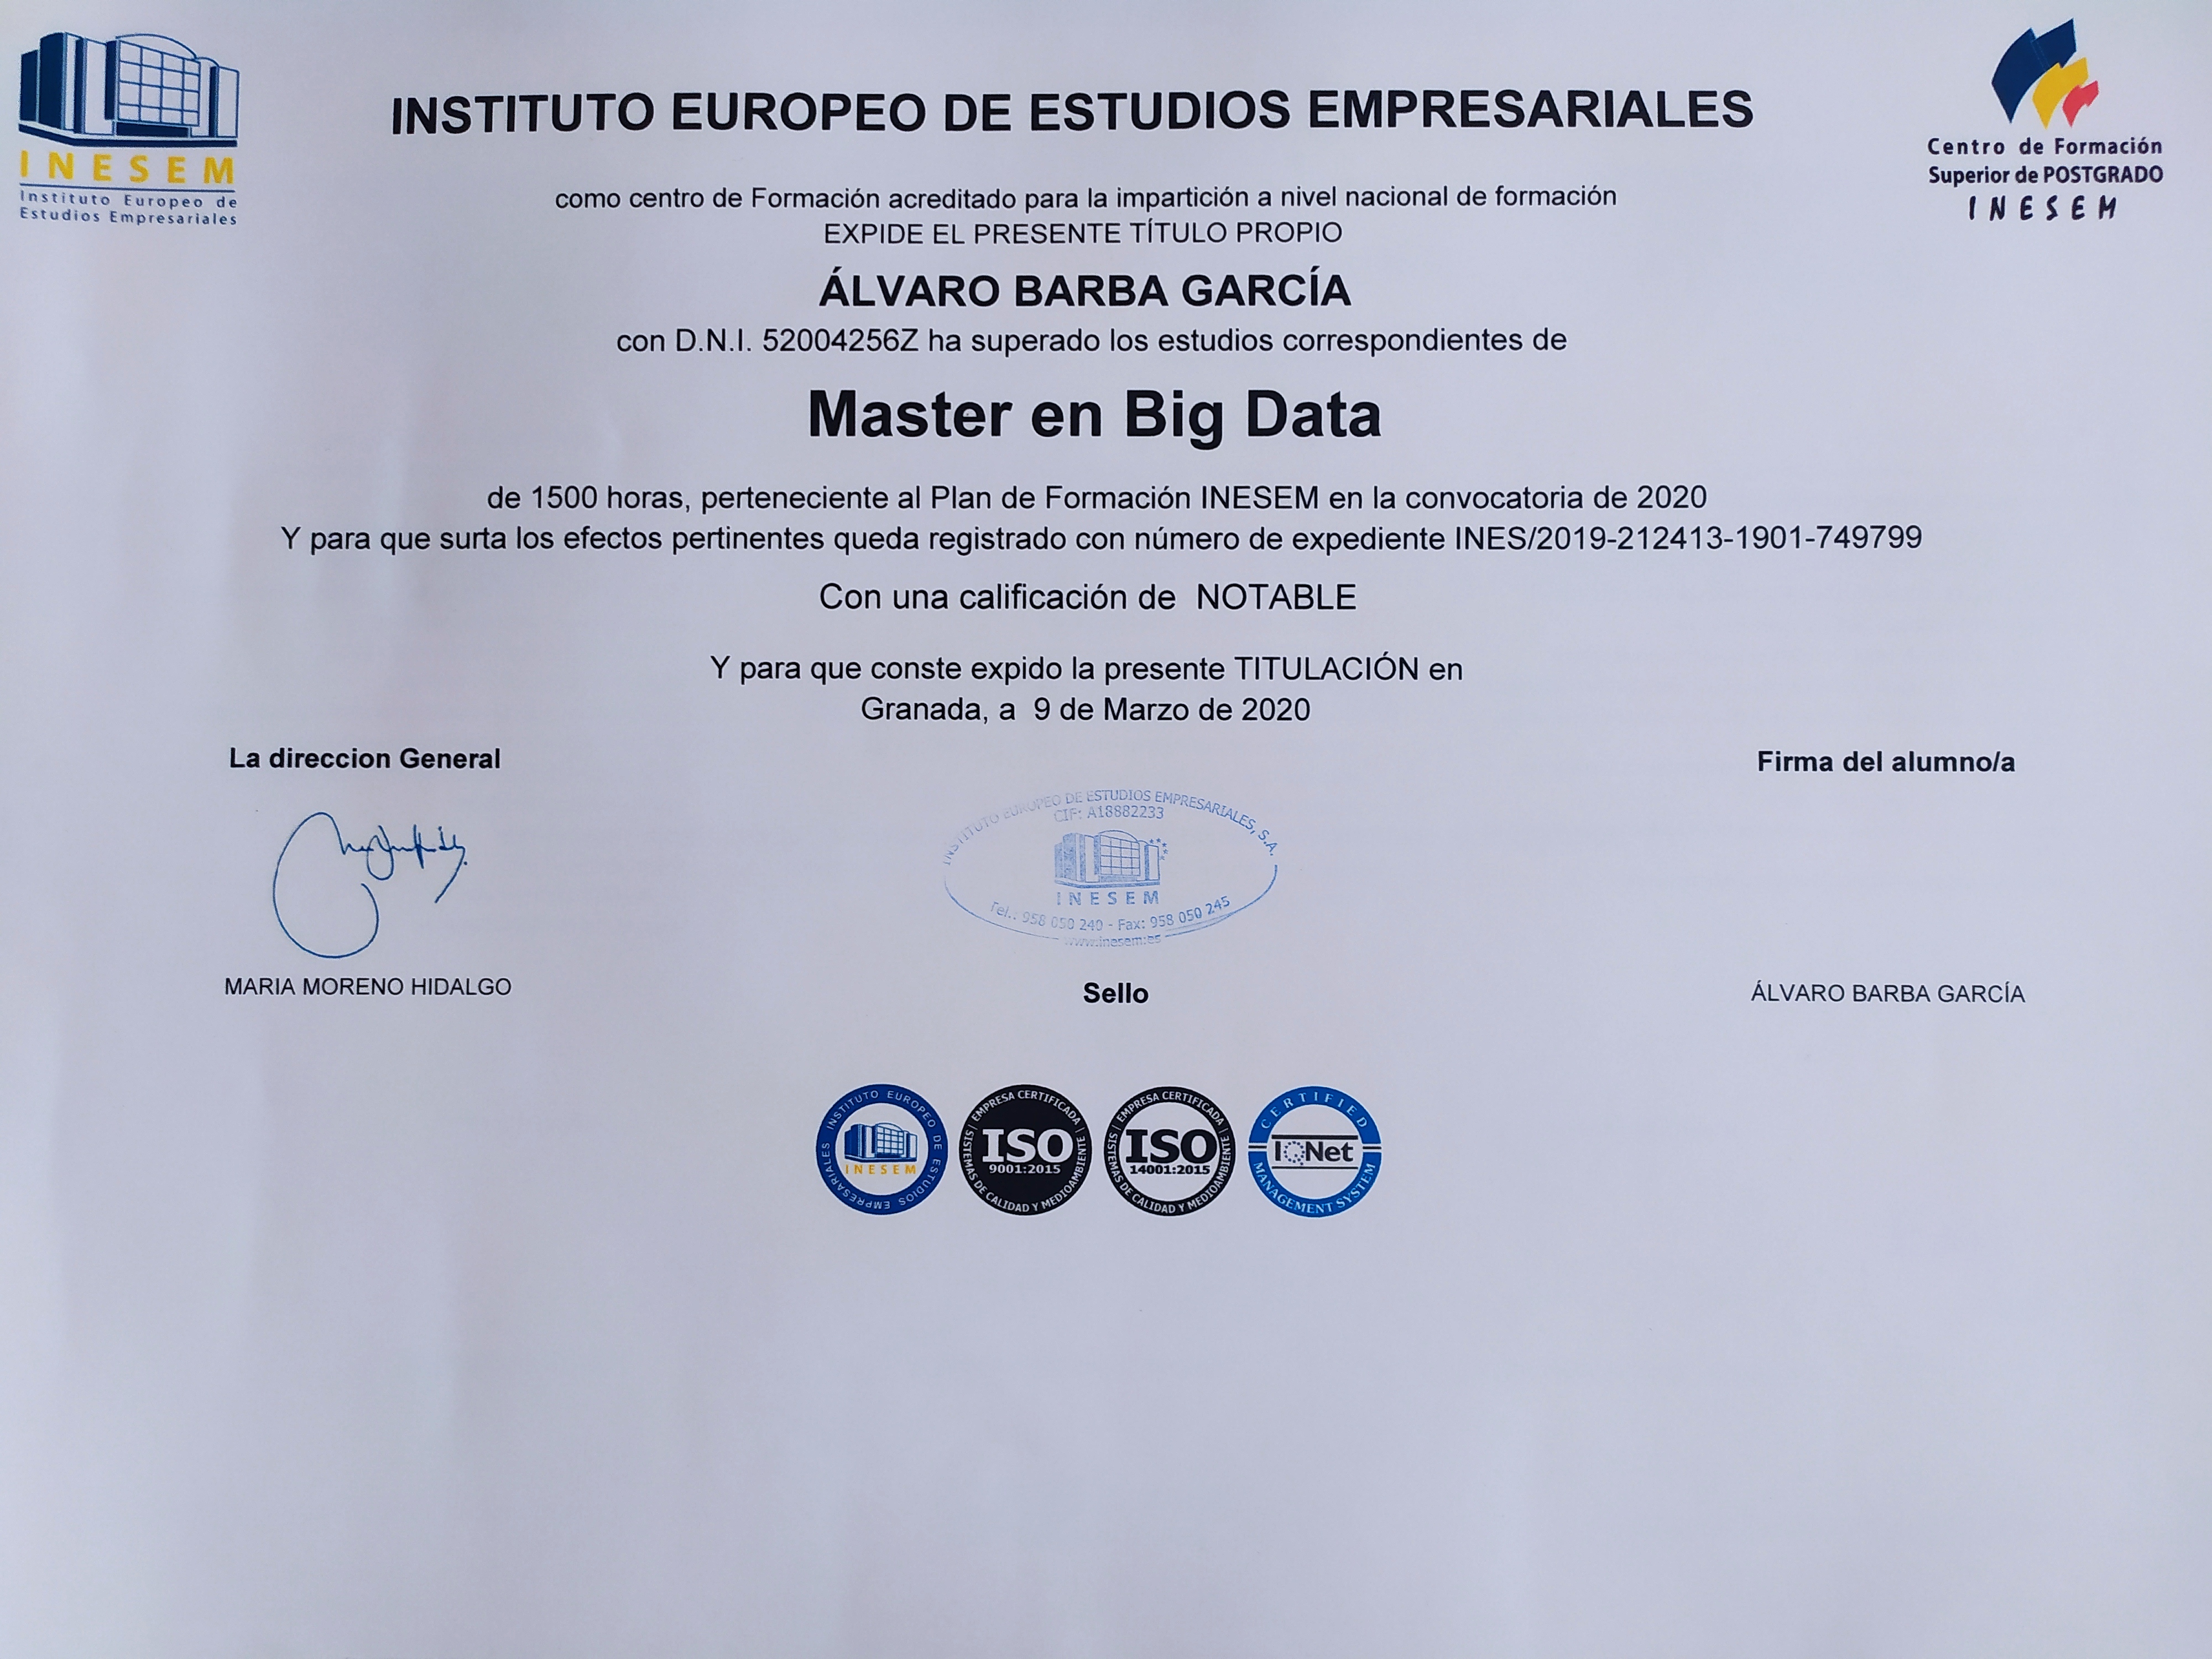 INESEM
Instituto Europeo de
Estudios Empresariales
Centro de Formación
Superior de POSTGRADO
INESEM
INSTITUTO EUROPEO DE ESTUDIOS EMPRESARIALES
como centro de Formación acreditado para la impartición a nivel nacional de formación
EXPIDE EL PRESENTE TÍTULO PROPIO
ÁLVARO BARBA GARCÍA
con D.N.I. 52004256Z ha superado los estudios correspondientes de
Master en Big Data
de 1500 horas, perteneciente al Plan de Formación INESEM en la convocatoria de 2020
Y para que surta los efectos pertinentes queda registrado con número de expediente INES/2019-212413-1901-749799
Con una calificación de NOTABLE
Y para que conste expido la presente TITULACIÓN en
Granada, a 9 de Marzo de 2020
La direccion General
Firma del alumno/a
INSTITUTO EUROPEO DE ESTUDIOS EMPRESARIALES, S.A.
CIF: A18882233
INESEM
Tel.: 958 050 240 - Fax: 958 050 245
www.inesem.es
MARIA MORENO HIDALGO
Sello
ÁLVARO BARBA GARCÍA
INSTITUTO EUROPEO DE ESTUDIOS EMPRESARIALES
INESEM
EMPRESA CERTIFICADA
ISO
9001:2015
SISTEMAS DE CALIDAD Y MEDIOAMBIENTE
EMPRESA CERTIFICADA
ISO
14001:2015
SISTEMAS DE CALIDAD Y MEDIOAMBIENTE
CERTIFIED
IQNet
MANAGEMENT SYSTEM